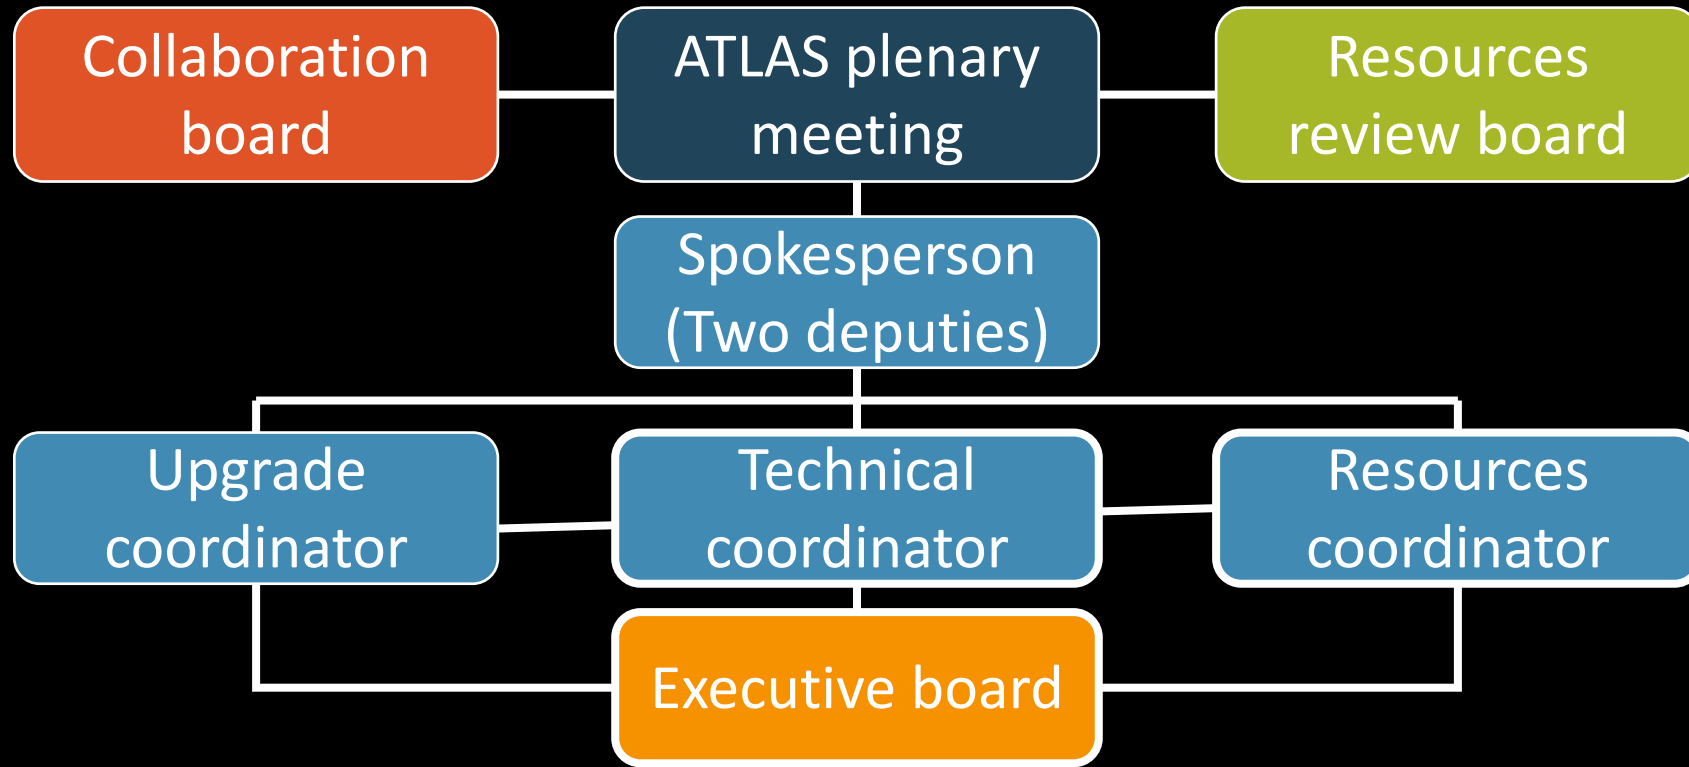 Collaboration
board
ATLAS plenary
meeting
Resources
review board
Spokesperson
(Two deputies)
Upgrade
coordinator
Technical
coordinator
Resources
coordinator
Executive board